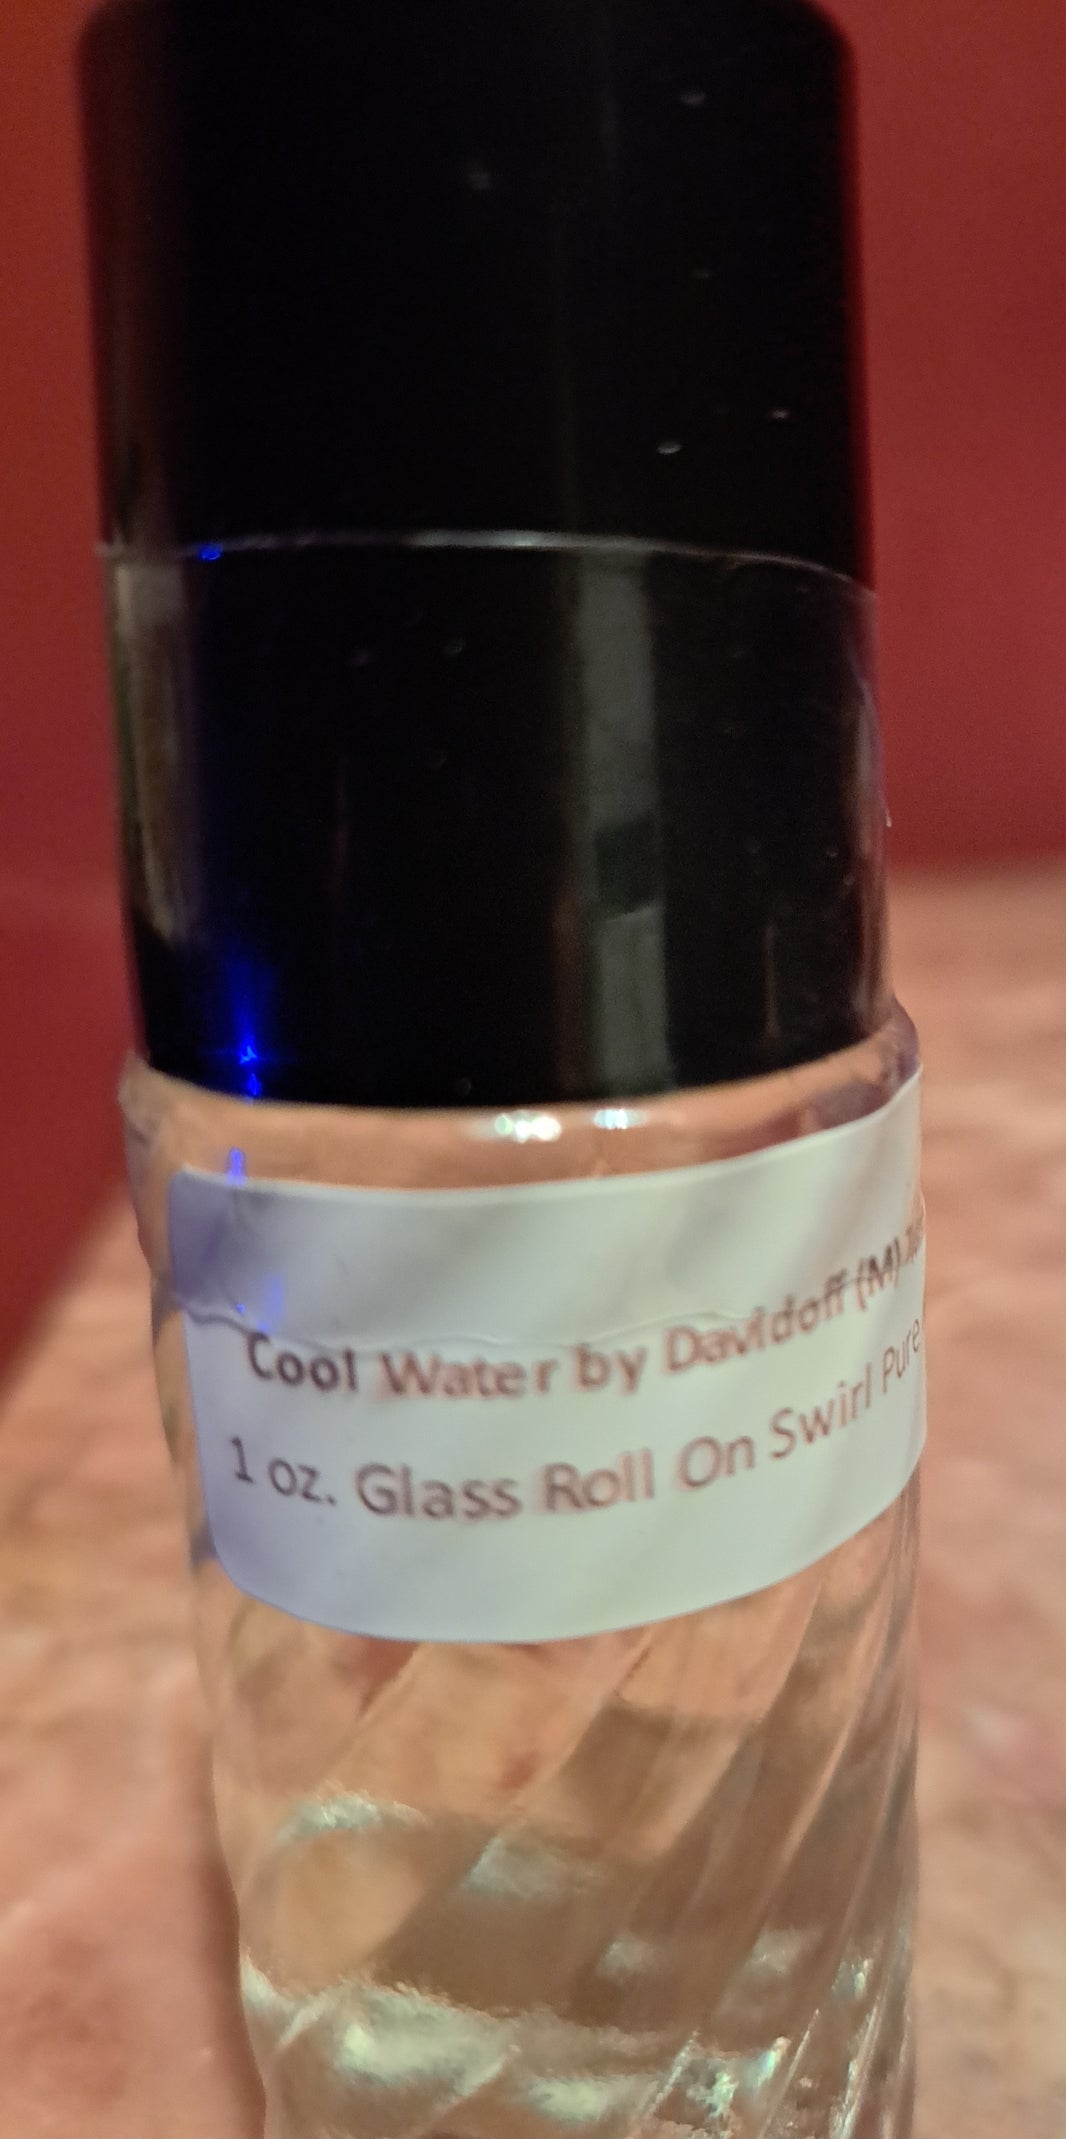 Cool Water by Davidoff (M)
1 oz. Glass Roll On Swirl Pure